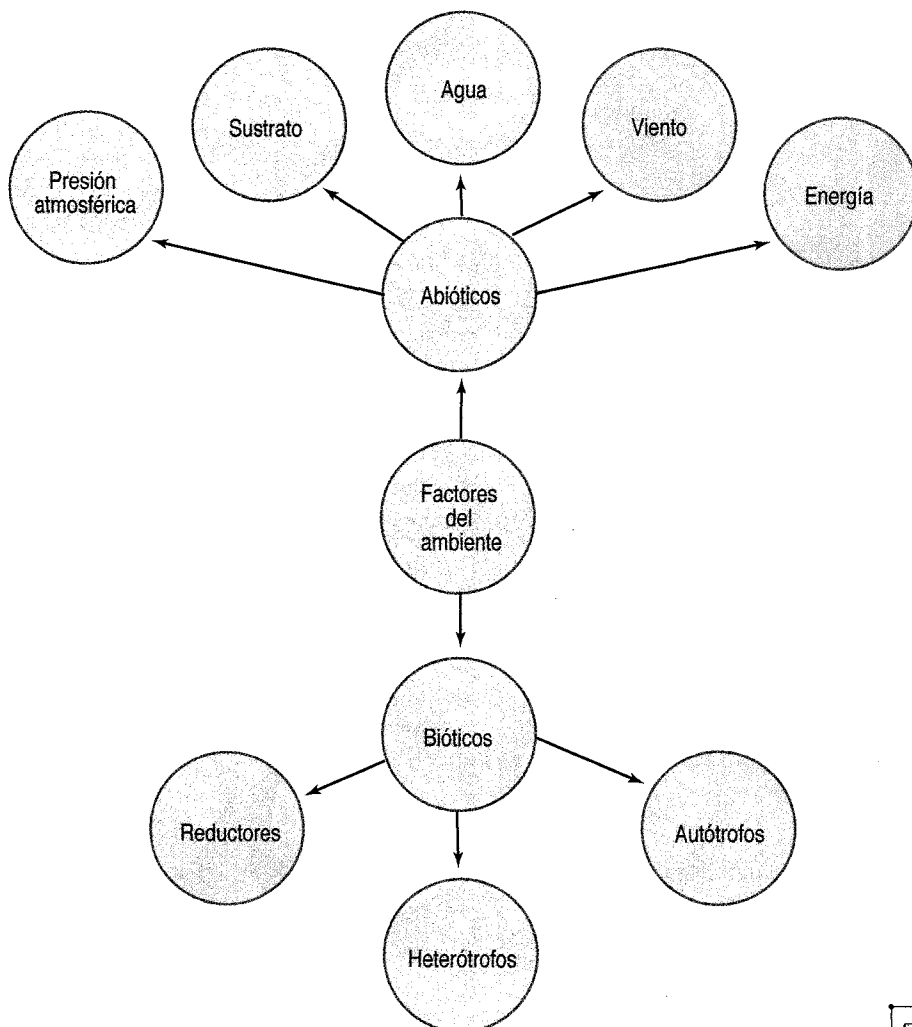 Agua
Sustrato
Viento
Presión
atmosférica
Energía
Abióticos
Factores
del
ambiente
Bióticos
Reductores
Autótrofos
Heterótrofos